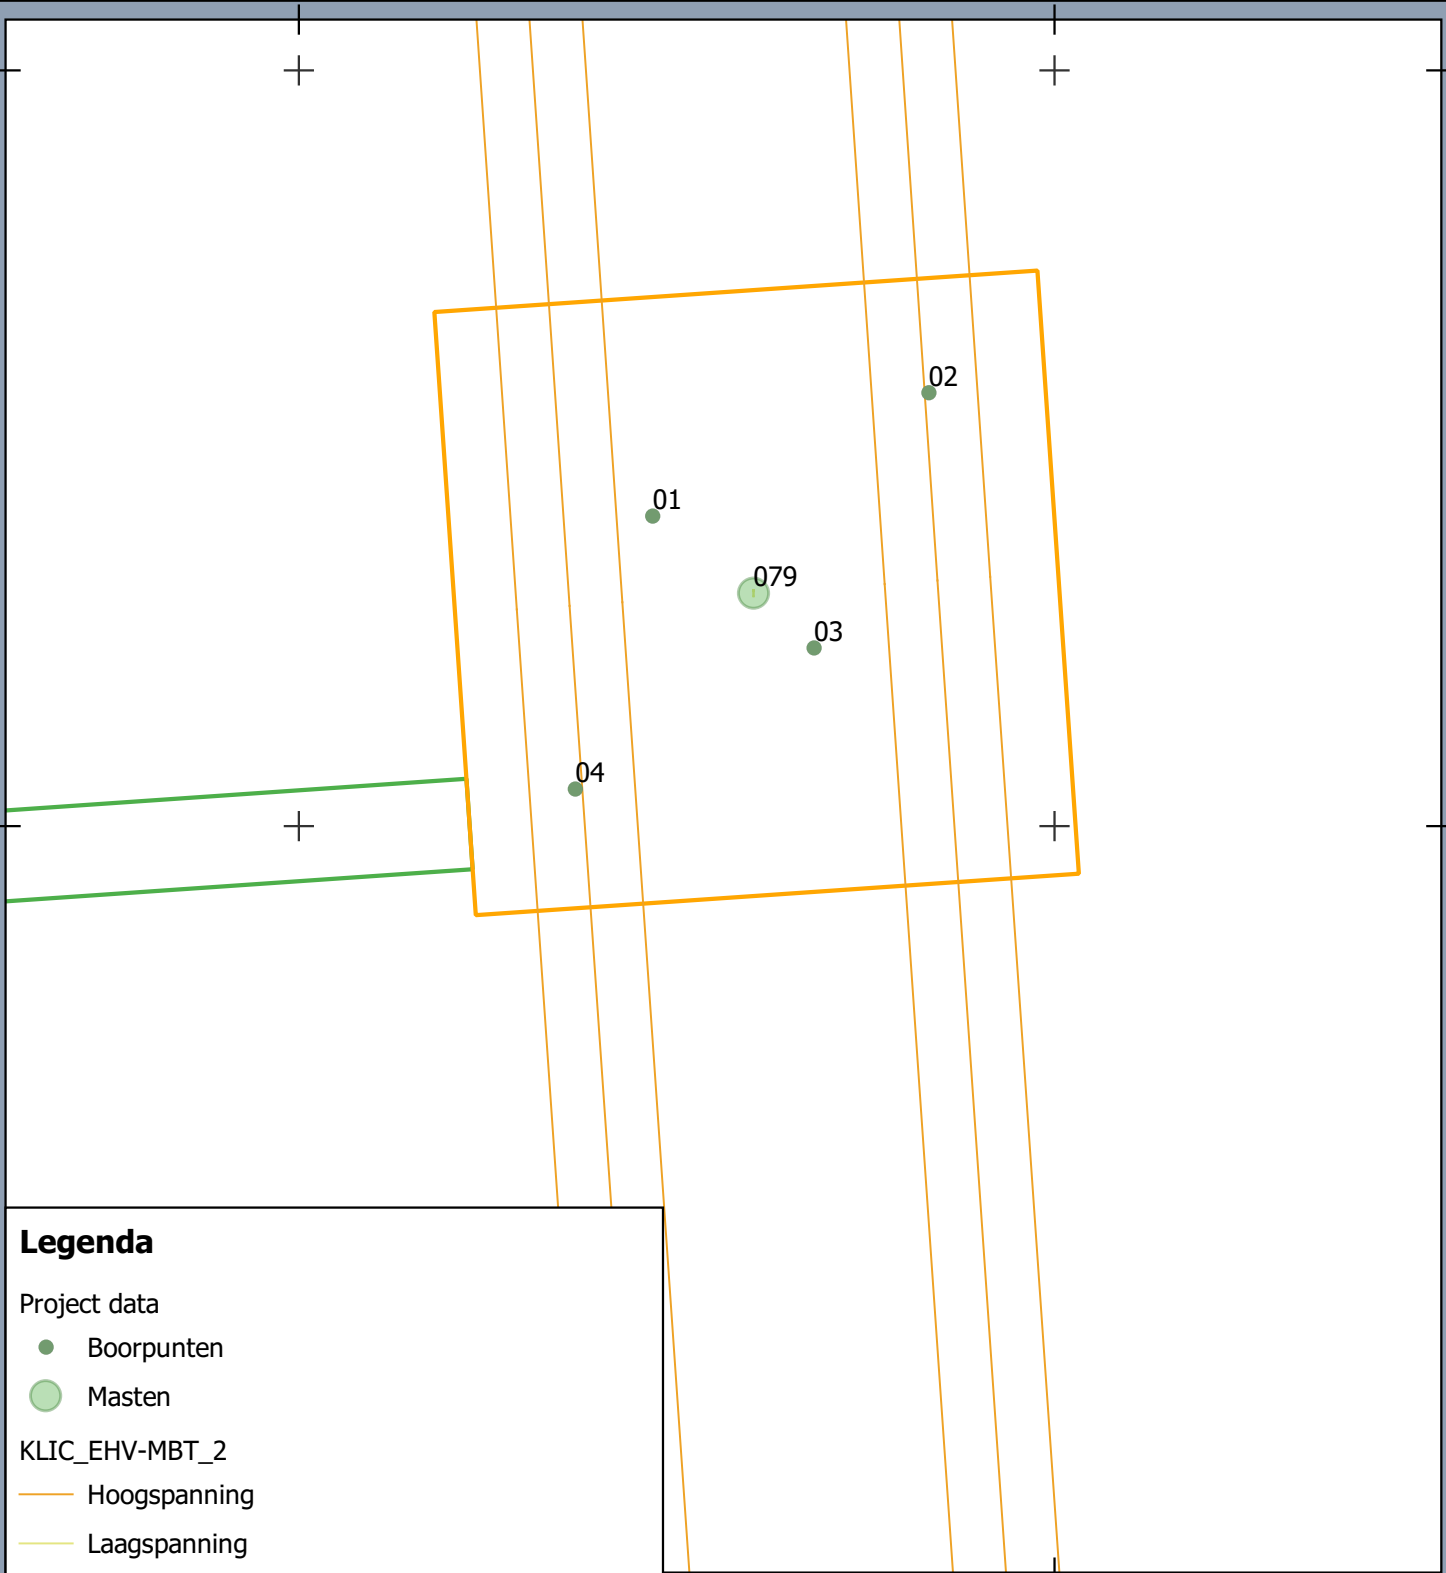 02
01
079
03
04
Legenda
Project data
Boorpunten
Masten
KLIC_EHV-MBT_2
Hoogspanning
Laagspanning